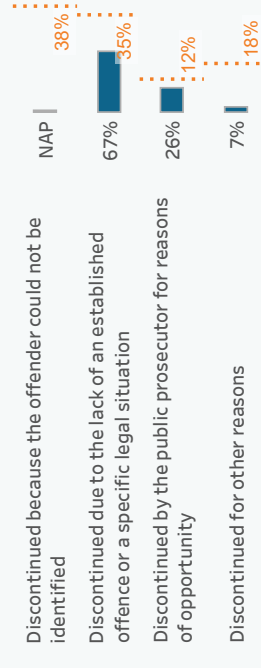 Discontinued because the offender could not be
identified
NAP
38%
Discontinued due to the lack of an established
offence or a specific legal situation
67%
35%
Discontinued by the public prosecutor for reasons
of opportunity
26%
12%
Discontinued for other reasons
7%
18%